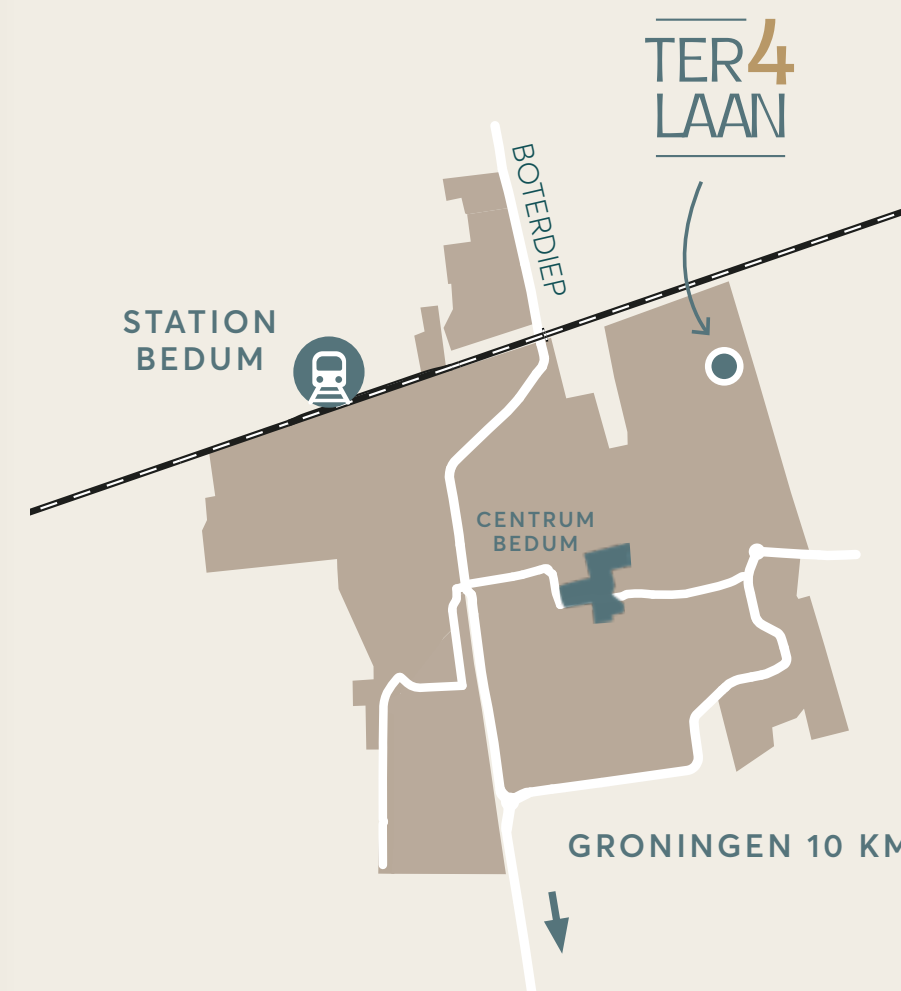 TER4
LAAN
BOTERDIEP
STATION
BEDUM
CENTRUM
BEDUM
GRONINGEN 10 KM